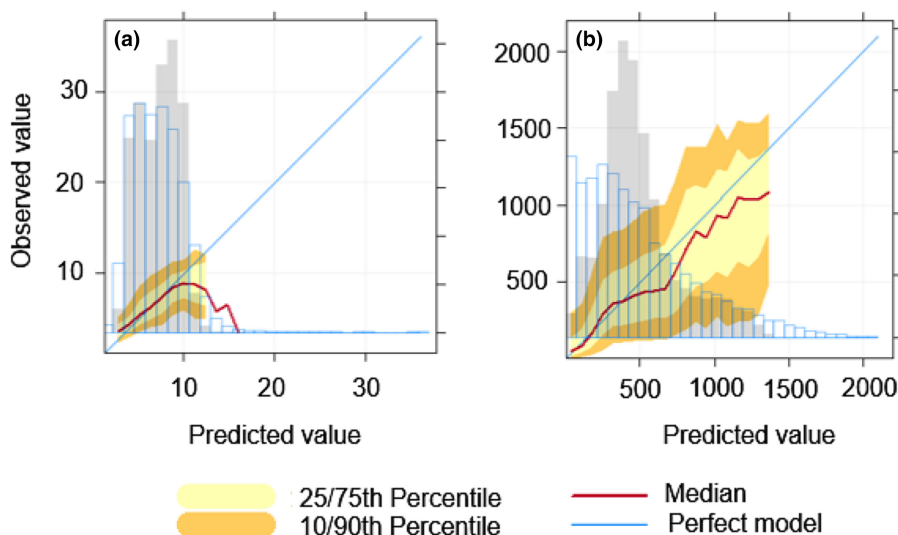 (a)
(b)
Observed value
30
20
10
10
20
30
Predicted value
2000
1500
1000
500
500
1000
1500
2000
Predicted value
25/75th Percentile
10/90th Percentile
Median
Perfect model